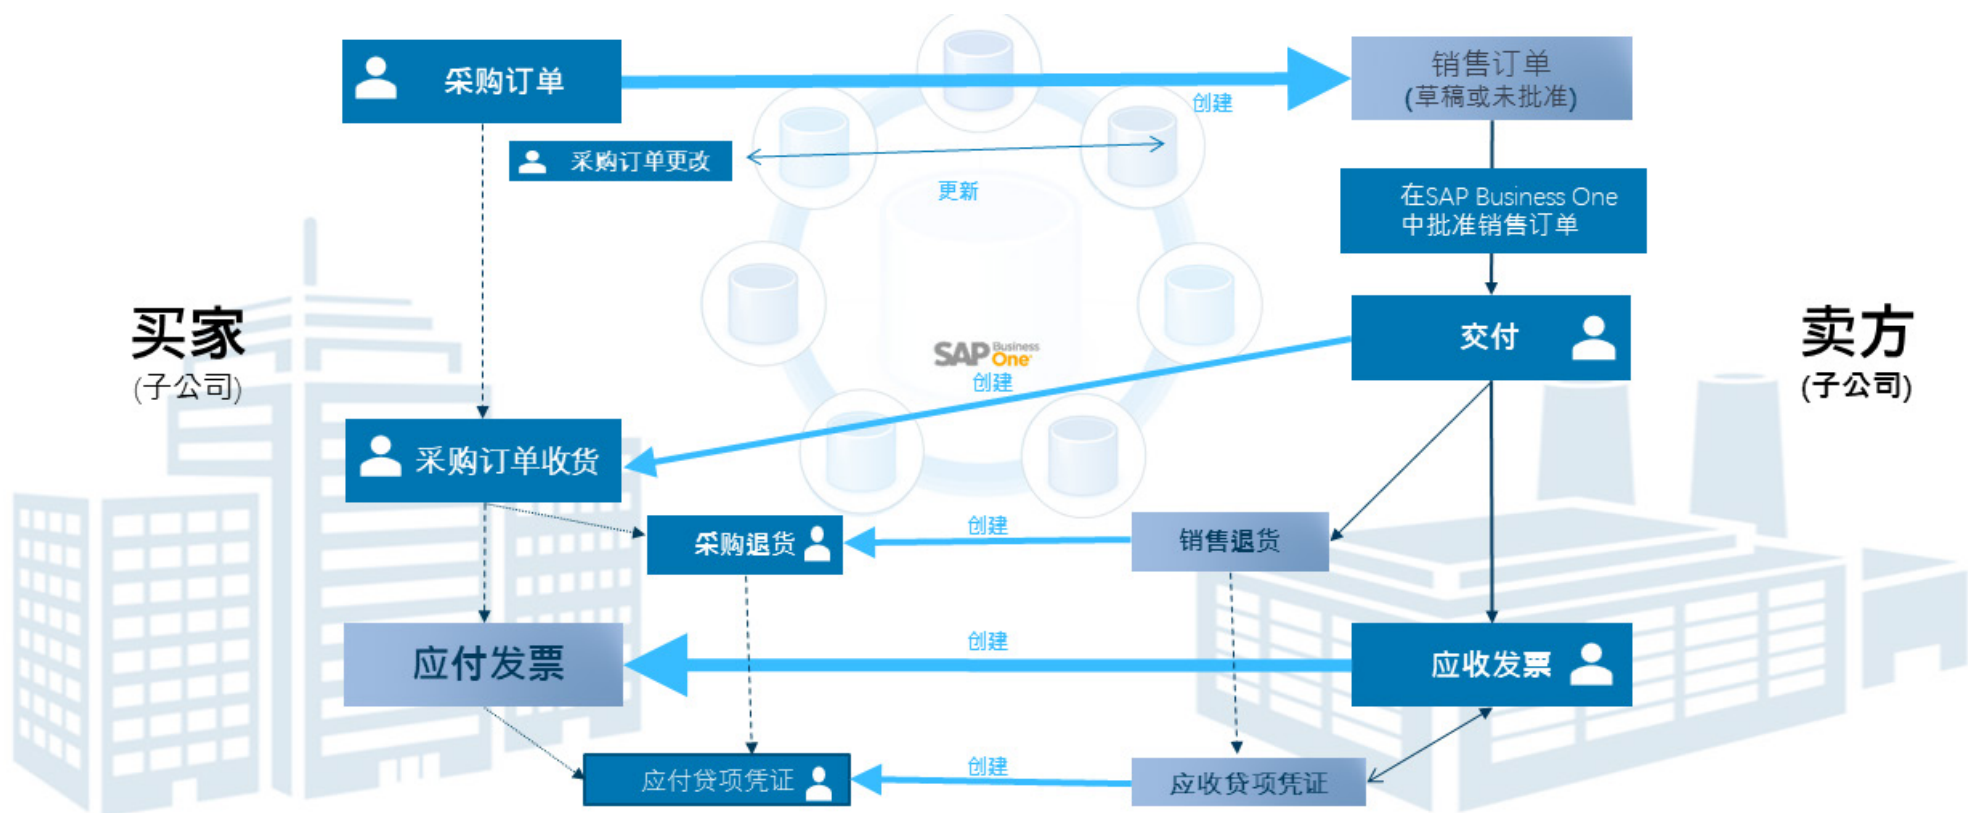 采购订单
销售订单
(草稿或未批准)
创建
采购订单更改
更新
在SAP Business One
中批准销售订单
买家
(子公司)
交付
卖方
(子公司)
SAP Business One
创建
采购订单收货
采购退货
创建
销售退货
应付发票
创建
应收发票
应付贷项凭证
创建
应收贷项凭证